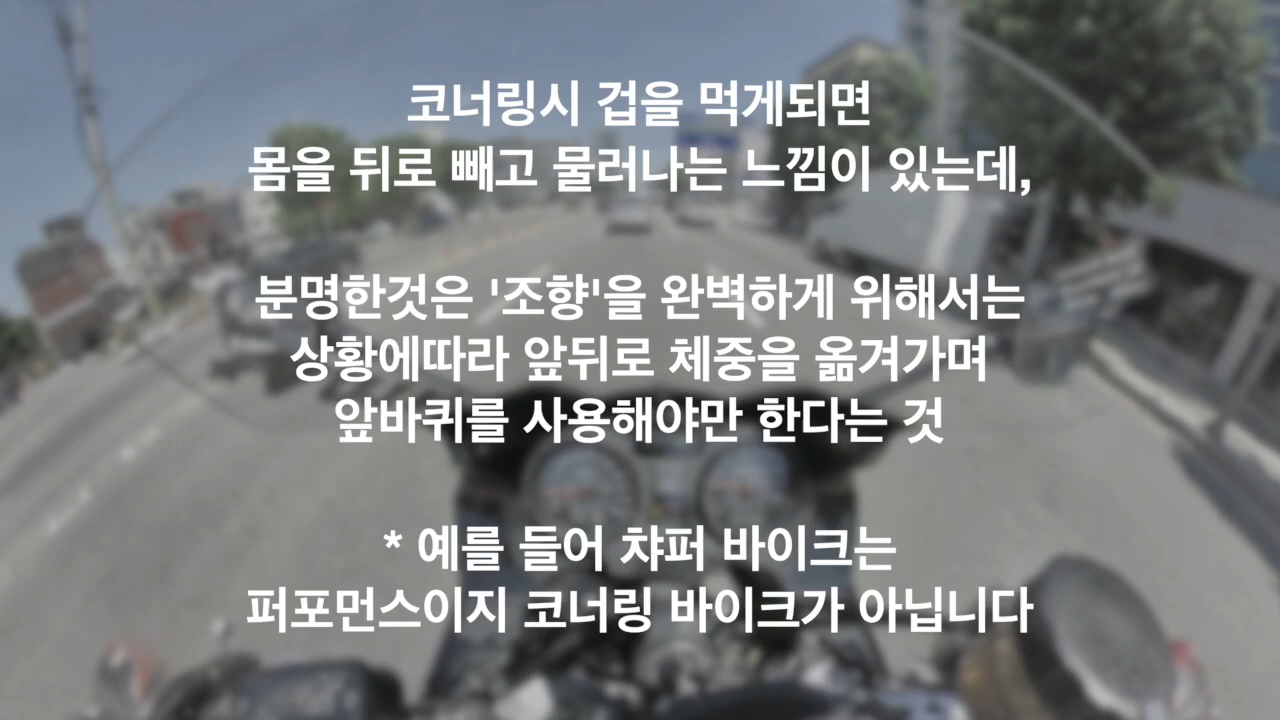 코너링시 겁을 먹게되면
몸을 뒤로 빼고 물러나는 느낌이 있는데,
분명한것은 '조향'을 완벽하게 위해서는
상황에따라 앞뒤로 체중을 옮겨가며
앞바퀴를 사용해야만 한다는 것
* 예를 들어 챠퍼 바이크는
퍼포먼스이지 코너링 바이크가 아닙니다